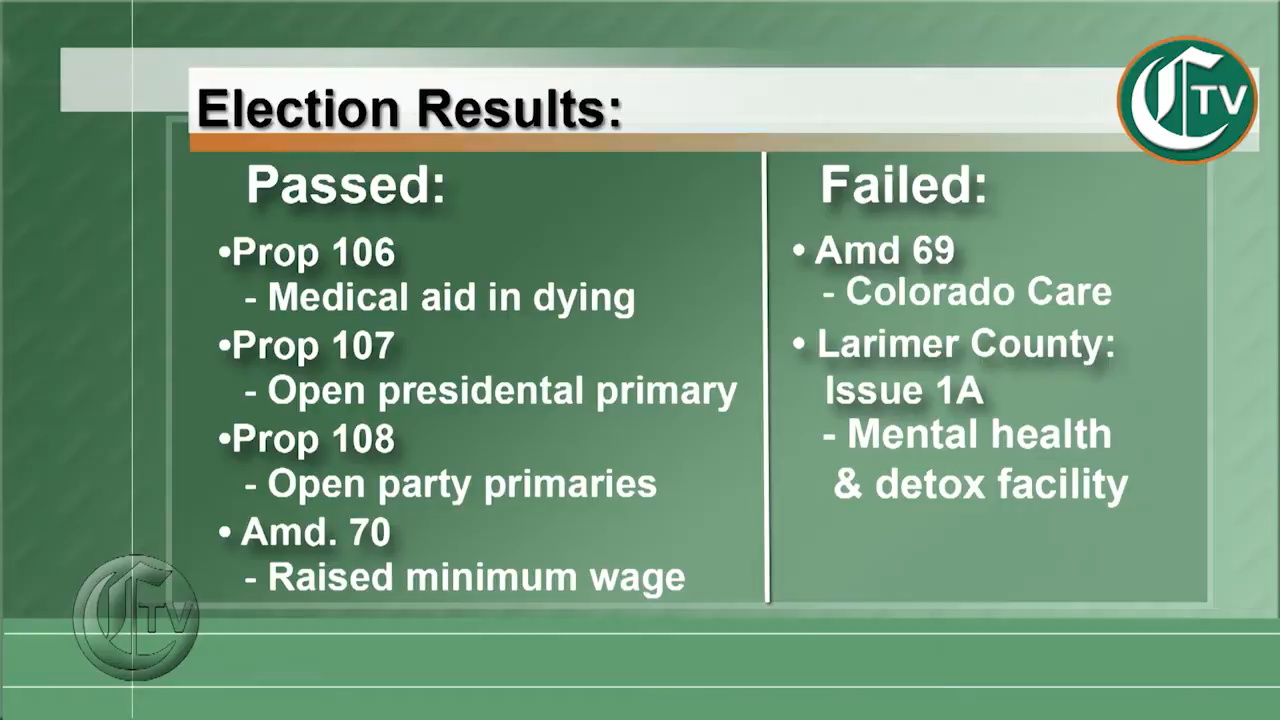 Election Results:
CTV
Passed:
•Prop 106
- Medical aid in dying
•Prop 107
- Open presidental primary
•Prop 108
- Open party primaries
• Amd. 70
- Raised minimum wage
Failed:
• Amd 69
- Colorado Care
• Larimer County:
Issue 1A
- Mental health
& detox facility
CTV